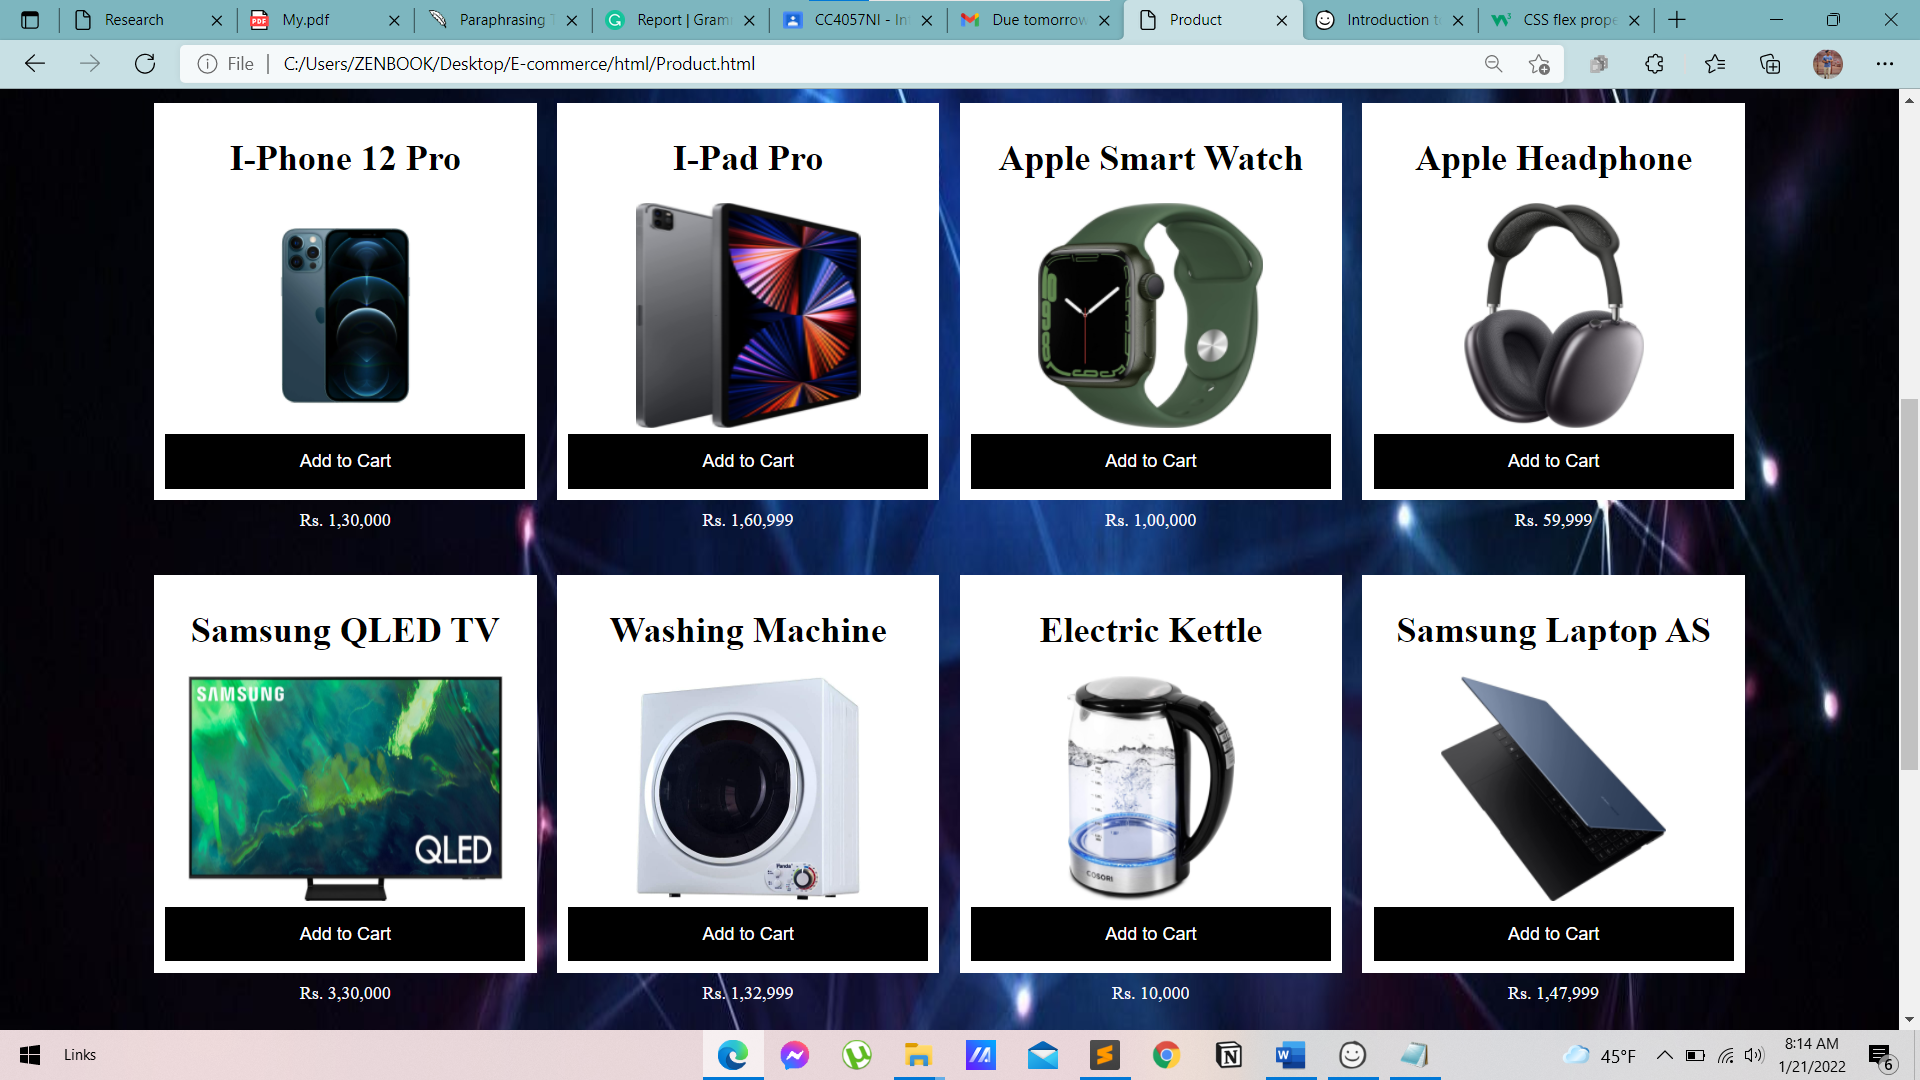 Research
My.pdf
Paraphrasing T
Report | Gram
CC4057NI - In
Due tomorrow
Product
Introduction t
CSS flex prope
File
C:/Users/ZENBOOK/Desktop/E-commerce/html/Product.html
I-Phone 12 Pro
I-Pad Pro
Apple Smart Watch
Apple Headphone
Add to Cart
Add to Cart
Add to Cart
Add to Cart
Rs. 1,30,000
Rs. 1,60,999
Rs. 1,00,000
Rs. 59,999
Samsung QLED TV
Washing Machine
Electric Kettle
Samsung Laptop AS
SAMSUNG
QLED
Panda
COSORI
Add to Cart
Add to Cart
Add to Cart
Add to Cart
Rs. 3,30,000
Rs. 1,32,999
Rs. 10,000
Rs. 1,47,999
Links
45°F
8:14 AM
1/21/2022
6